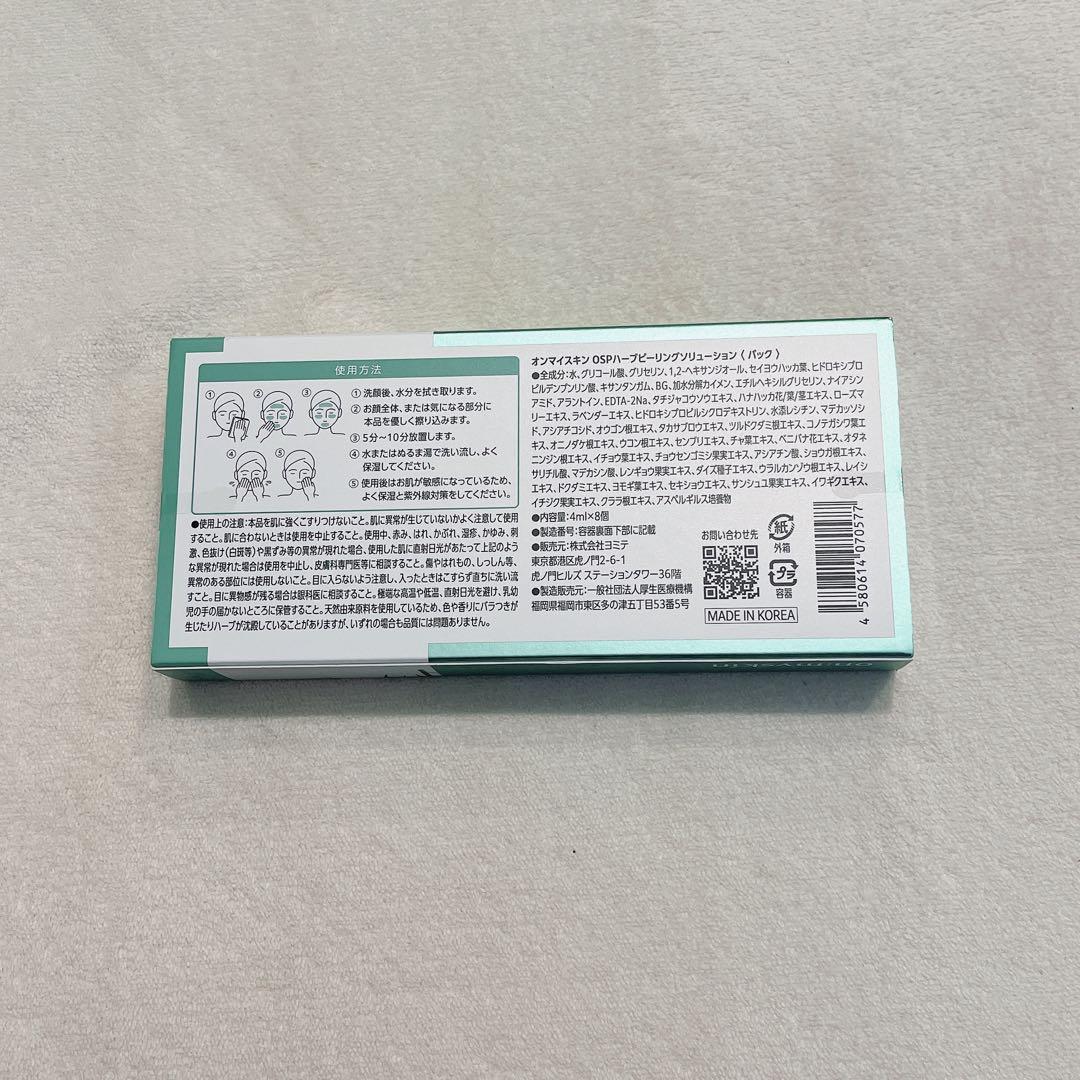 使用方法
① ② ③
④ ⑤
① 洗顔後、水分を拭き取ります。
② お顔全体、または気になる部分に
本品を優しく擦り込みます。
③ 5分～10分放置します。
④ 水またはぬるま湯で洗い流し、よく
保湿してください。
⑤ 使用後はお肌が敏感になっているため、
よく保湿と紫外線対策をしてください。
●使用上の注意：本品を肌に強くこすりつけないこと。肌に異常が生じていないかよく注意して使用
すること。肌に合わないときは使用を中止すること。使用中、赤み、はれ、かぶれ、湿疹、かゆみ、刺
激、色抜け(白斑等)や黒ずみ等の異常が現れた場合、使用した肌に直射日光があたって上記のよう
な異常が現れた場合は使用を中止し、皮膚科専門医等に相談すること。傷やはれもの、しっしん等、
異常のある部位には使用しないこと。目に入らないよう注意し、入ったときはこすらず直ちに洗い流
すこと。目に異物感が残る場合は眼科医に相談すること。極端な高温や低温、直射日光を避け、乳幼
児の手の届かないところに保管すること。天然由来原料を使用しているため、色や香りにバラつきが
生じたりハーブが沈殿していることがありますが、いずれの場合も品質には問題ありません。
オンマイスキン OSPハーブピーリングソリューション〈 パック 〉
●全成分：水、グリコール酸、グリセリン、1,2-ヘキサンジオール、セイヨウハッカ葉、ヒドロキシプロ
ピルデンプンリン酸、キサンタンガム、BG、加水分解カイメン、エチルヘキシルグリセリン、ナイアシン
アミド、アラントイン、EDTA-2Na、タチジャコウソウエキス、ハナハッカ花/葉/茎エキス、ローズマ
リーエキス、ラベンダーエキス、ヒドロキシプロピルシクロデキストリン、水添レシチン、マデカッソシ
ド、アシアチコシド、オウゴン根エキス、タカサブロウエキス、ツルドクダミ根エキス、コノテガシワ葉エ
キス、オニノダケ根エキス、ウコン根エキス、センブリエキス、チャ葉エキス、ベニバナ花エキス、オタネ
ニンジン根エキス、イチョウ葉エキス、チョウセンゴミシ果実エキス、アシアチン酸、ショウガ根エキス、
サリチル酸、マデカシン酸、レンギョウ果実エキス、ダイズ種子エキス、ウラルカンゾウ根エキス、レイシ
エキス、ドクダミエキス、ヨモギ葉エキス、セキショウエキス、サンシュユ果実エキス、イワギクエキス、
イチジク果実エキス、クララ根エキス、アスペルギルス培養物
●内容量：4ml×8個
●製造番号：容器裏面下部に記載
●販売元：株式会社ヨミテ
東京都港区虎ノ門2-6-1
虎ノ門ヒルズ ステーションタワー36階
●製造販売元：一般社団法人厚生医療機構
福岡県福岡市東区多の津五丁目53番5号
お問い合わせ先
MADE IN KOREA
紙
外箱
プラ
容器
4 580614 070577
on:myskin